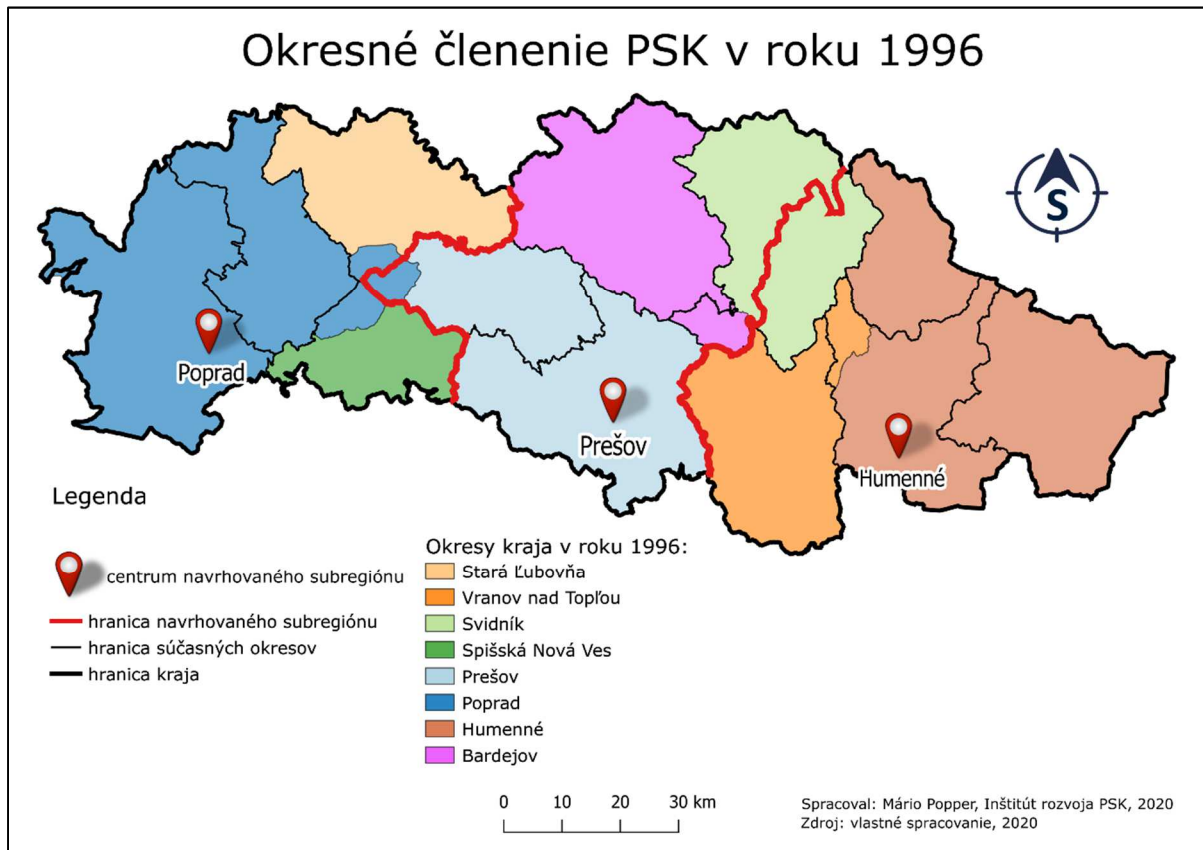 Okresné členenie PSK v roku 1996
S
Poprad
Prešov
Humenné
Legenda
centrum navrhovaného subregiónu
hranica navrhovaného subregiónu
hranica súčasných okresov
hranica kraja
Okresy kraja v roku 1996:
Stará Ľubovňa
Vranov nad Topľou
Svidník
Spišská Nová Ves
Prešov
Poprad
Humenné
Bardejov
0 10 20 30 km
Spracoval: Mário Popper, Inštitút rozvoja PSK, 2020
Zdroj: vlastné spracovanie, 2020